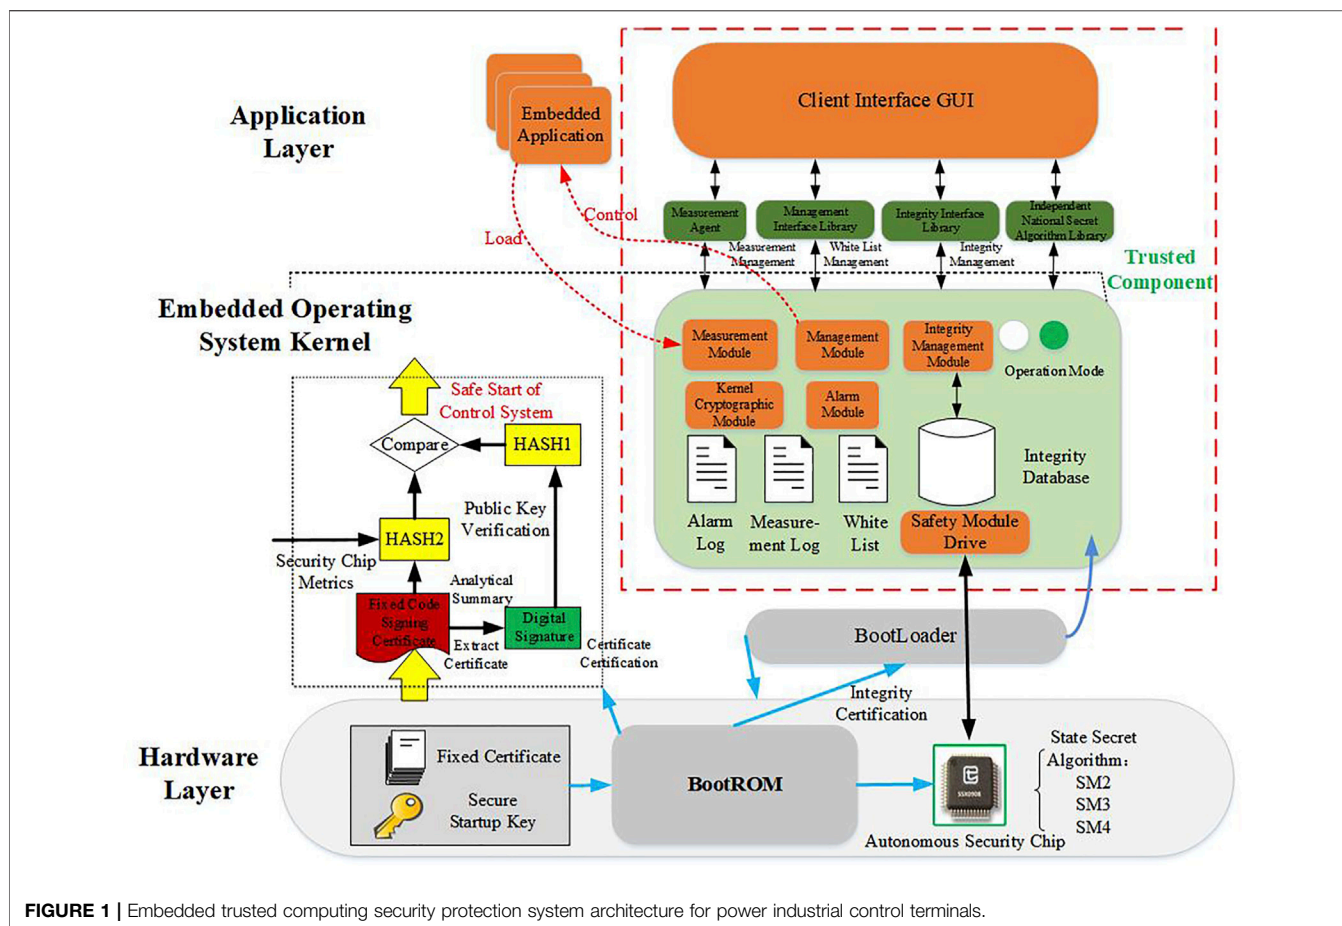 Application
Layer
Embedded
Application
Client Interface GUI
Control
Load
Measurement
Agent
Management
Interface Library
Integrity Interface
Library
Independent
National Secret
Algorithm Library
Measurement
Management
White List
Management
Integrity
Management
Trusted
Component
Embedded Operating
System Kernel
Measurement
Module
Management
Module
Integrity
Management
Module
Operation Mode
Kernel
Cryptographic
Module
Alarm
Module
Alarm
Log
Measure-
ment Log
White
List
Integrity
Database
Safety Module
Drive
Safe Start of
Control System
Compare
HASH1
Public Key
Verification
HASH2
Security Chip
Metrics
Analytical
Summary
Fixed Code
Signing
Certificate
Extract
Certificate
Digital
Signature
Certificate
Certification
BootLoader
Integrity
Certification
Hardware
Layer
Fixed Certificate
Secure
Startup Key
BootROM
SSX0908
Autonomous Security Chip
State Secret
Algorithm:
SM2
SM3
SM4
FIGURE 1 | Embedded trusted computing security protection system architecture for power industrial control terminals.